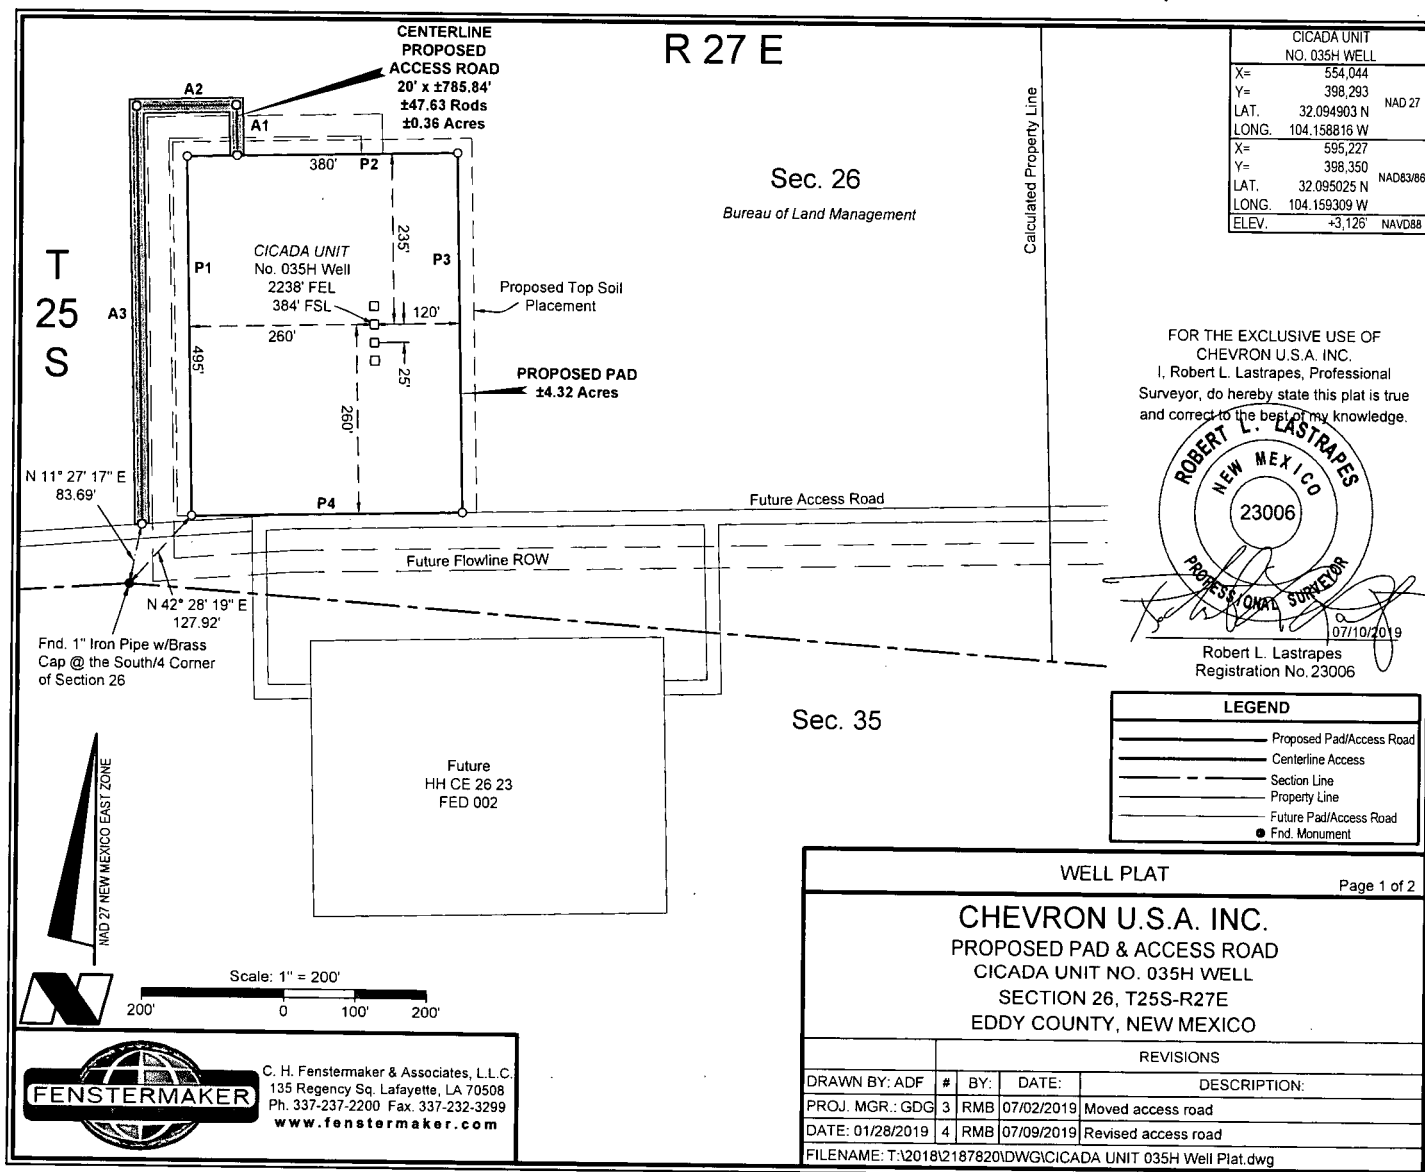 CENTERLINE
PROPOSED
ACCESS ROAD
20' x ±785.84'
±47.63 Rods
±0.36 Acres
R 27 E
CICADA UNIT
NO. 035H WELL
X= 554,044
Y= 398,293
LAT. 32.094903 N
LONG. 104.158816 W
NAD 27
X= 595,227
Y= 398,350
LAT. 32.095025 N
LONG. 104.159309 W
NAD83/86
ELEV. +3,126' NAVD88
A2
A1
380'
P2
Sec. 26
Bureau of Land Management
Calculated Property Line
T
25
S
A3
P1
CICADA UNIT
No. 035H Well
2238' FEL
384' FSL
235'
P3
Proposed Top Soil
Placement
120'
260'
495'
25'
260'
PROPOSED PAD
±4.32 Acres
FOR THE EXCLUSIVE USE OF
CHEVRON U.S.A. INC.
I, Robert L. Lastrapes, Professional
Surveyor, do hereby state this plat is true
and correct to the best of my knowledge.
ROBERT L. LASTRAPES
NEW MEXICO
23006
PROFESSIONAL SURVEYOR
07/10/2019
Robert L. Lastrapes
Registration No. 23006
N 11° 27' 17" E
83.69'
P4
Future Access Road
Future Flowline ROW
N 42° 28' 19" E
127.92'
Fnd. 1" Iron Pipe w/Brass
Cap @ the South/4 Corner
of Section 26
Sec. 35
Future
HH CE 26 23
FED 002
LEGEND
Proposed Pad/Access Road
Centerline Access
Section Line
Property Line
Future Pad/Access Road
Fnd. Monument
NAD 27 NEW MEXICO EAST ZONE
Scale: 1" = 200'
200' 0 100' 200'
FENSTERMAKER
C. H. Fenstermaker & Associates, L.L.C.
135 Regency Sq. Lafayette, LA 70508
Ph. 337-237-2200 Fax. 337-232-3299
www.fenstermaker.com
WELL PLAT
Page 1 of 2
CHEVRON U.S.A. INC.
PROPOSED PAD & ACCESS ROAD
CICADA UNIT NO. 035H WELL
SECTION 26, T25S-R27E
EDDY COUNTY, NEW MEXICO
REVISIONS
DRAWN BY: ADF # BY: DATE: DESCRIPTION:
PROJ. MGR.: GDG 3 RMB 07/02/2019 Moved access road
DATE: 01/28/2019 4 RMB 07/09/2019 Revised access road
FILENAME: T:\2018\2187820\DWG\CICADA UNIT 035H Well Plat.dwg